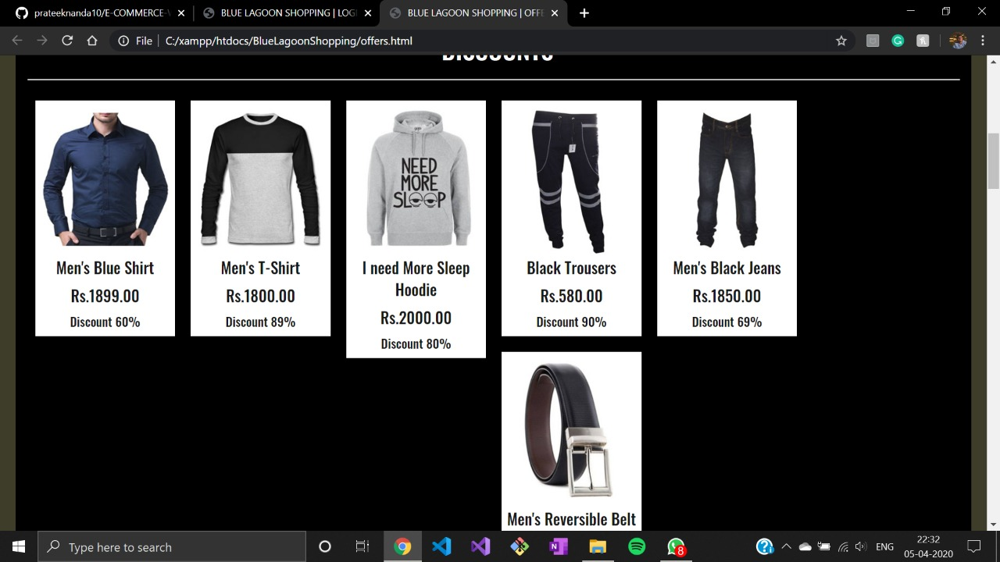 prateeknanda10/E-COMMERCE-
BLUE LAGOON SHOPPING | LOGI
BLUE LAGOON SHOPPING | OFFE
File
C:/xampp/htdocs/BlueLagoonShopping/offers.html
DISCOUNTS
Men's Blue Shirt
Rs.1899.00
Discount 60%
Men's T-Shirt
Rs.1800.00
Discount 89%
NEED
MORE
SLOOP
I need More Sleep
Hoodie
Rs.2000.00
Discount 80%
Black Trousers
Rs.580.00
Discount 90%
Men's Black Jeans
Rs.1850.00
Discount 69%
Men's Reversible Belt
Type here to search
8
ENG
22:32
05-04-2020